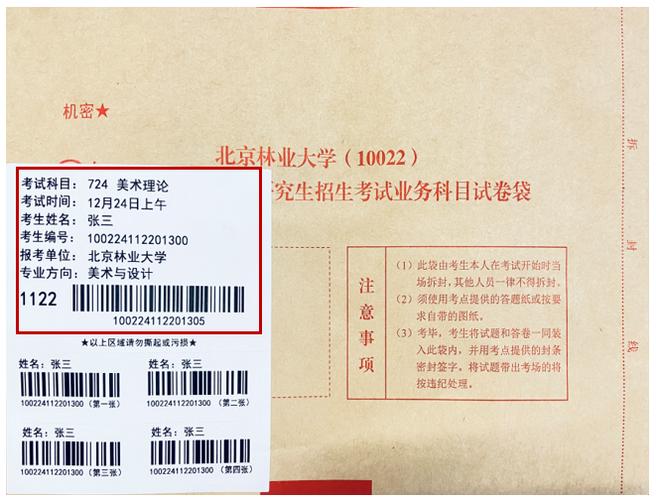 机密★
北京林业大学（10022）
究生招生考试业务科目试卷袋
考试科目： 724 美术理论
考试时间： 12月24日上午
考生姓名： 张三
考生编号： 100224112201300
报考单位： 北京林业大学
专业方向： 美术与设计
1122
100224112201305
★以上区域请勿撕起或污损★
姓名：张三
100224112201300（第一张）
姓名：张三
100224112201300（第二张）
姓名：张三
100224112201300（第三张）
姓名：张三
100224112201300（第四张）
注意事项
（1）此袋由考生本人在考试开始时当
场拆封，其他人员一律不得拆封。
（2）须使用考点提供的答题纸或按要
求自带的图纸。
（3）考毕，考生将试题和答卷一同装
入此袋内，并用考点提供的封条
密封签字，将试题带出考场的将
按违纪处理。
拆封线